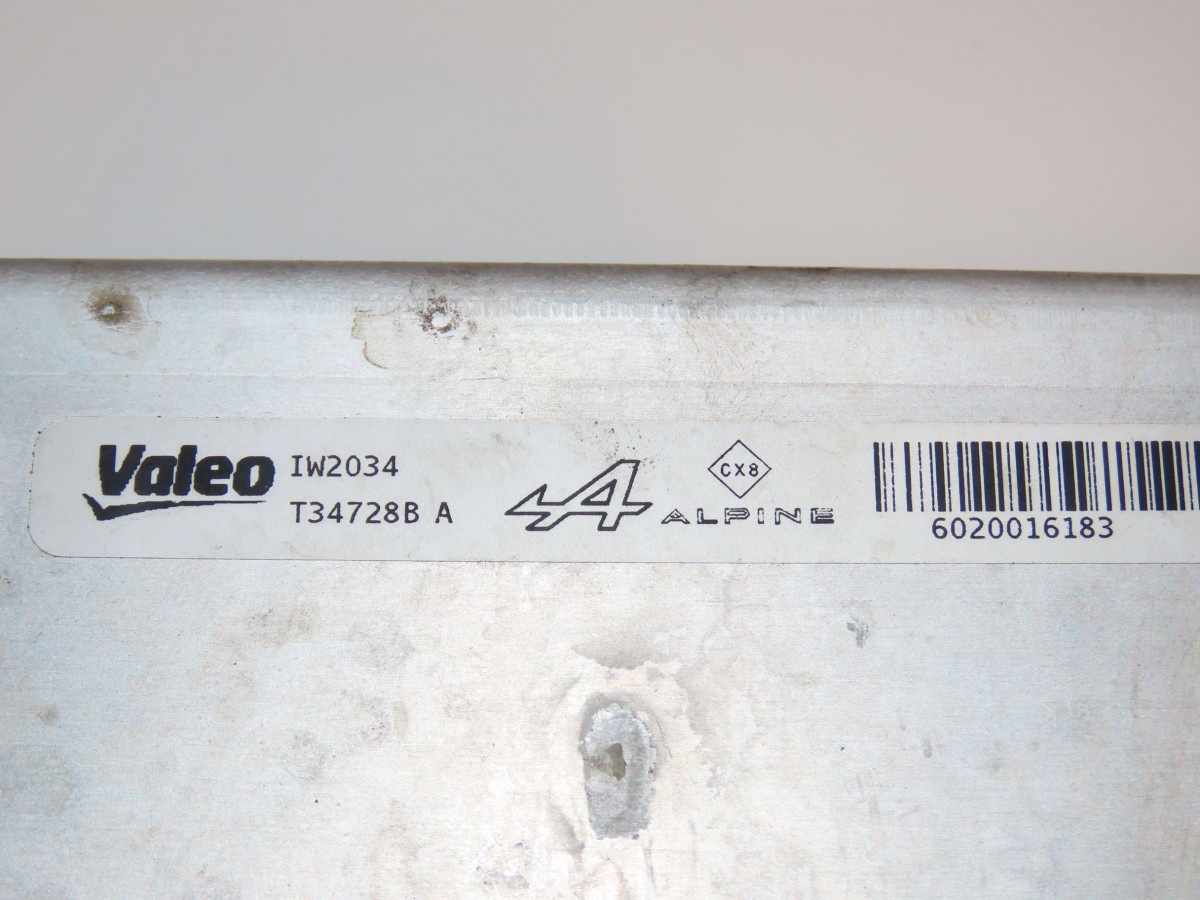 Valeo IW2034
T34728B A
CX8
ALPINE
6020016183